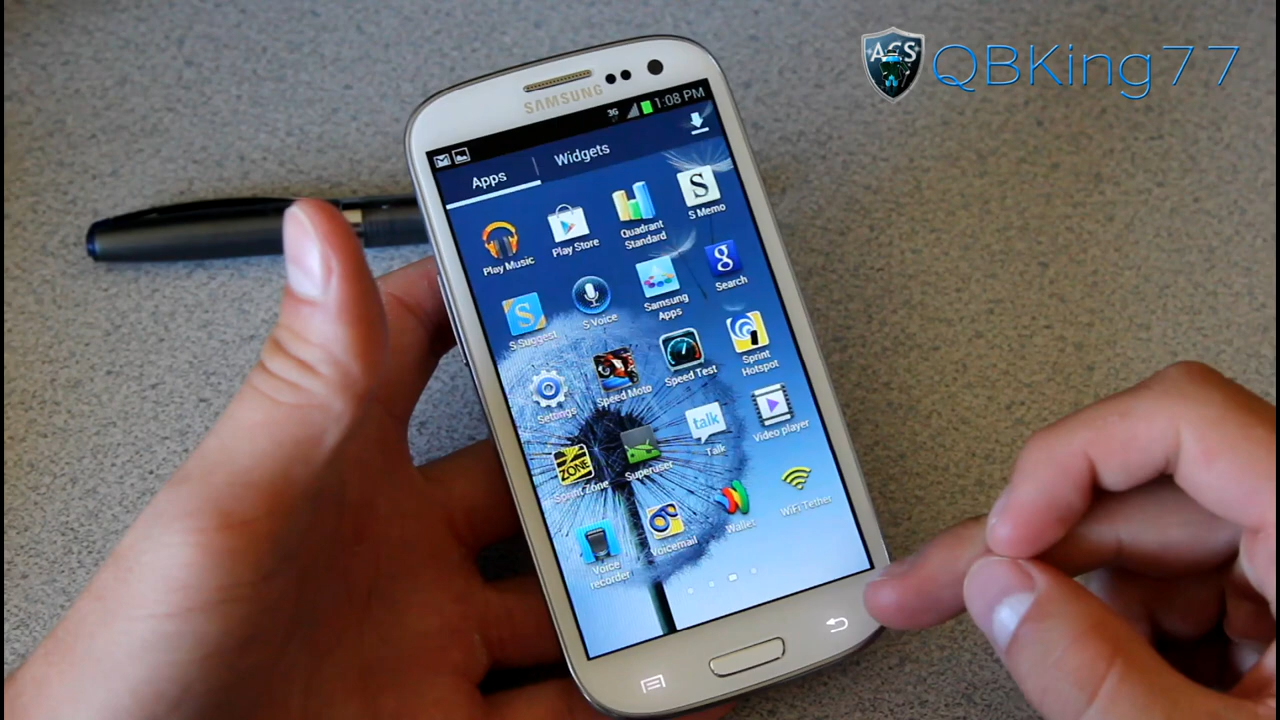 ACS QBKing77
SAMSUNG
3G 1:08 PM
Apps Widgets
Play Music Play Store Quadrant Standard S Memo
S Suggest S Voice Samsung Apps Search
Settings Speed Moto Speed Test Sprint Hotspot
Sprint Zone Superuser Talk Video player
Voice recorder Voicemail Wallet WiFi Tether
S
S
g
talk
ZONE